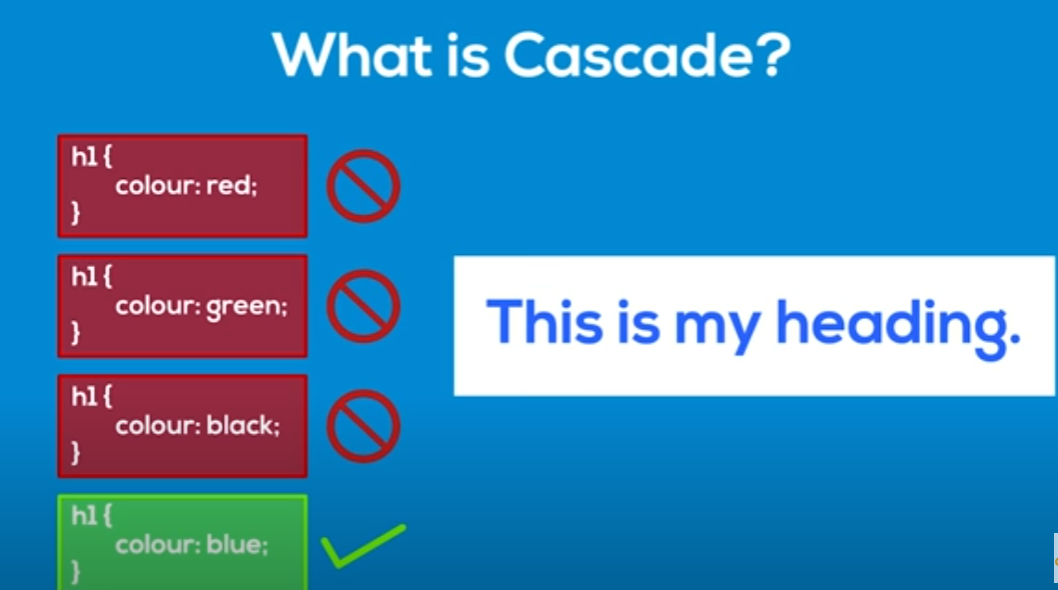 What is Cascade?
h1 {
colour: red;
}
h1 {
colour: green;
}
h1 {
colour: black;
}
h1 {
colour: blue;
}
This is my heading.